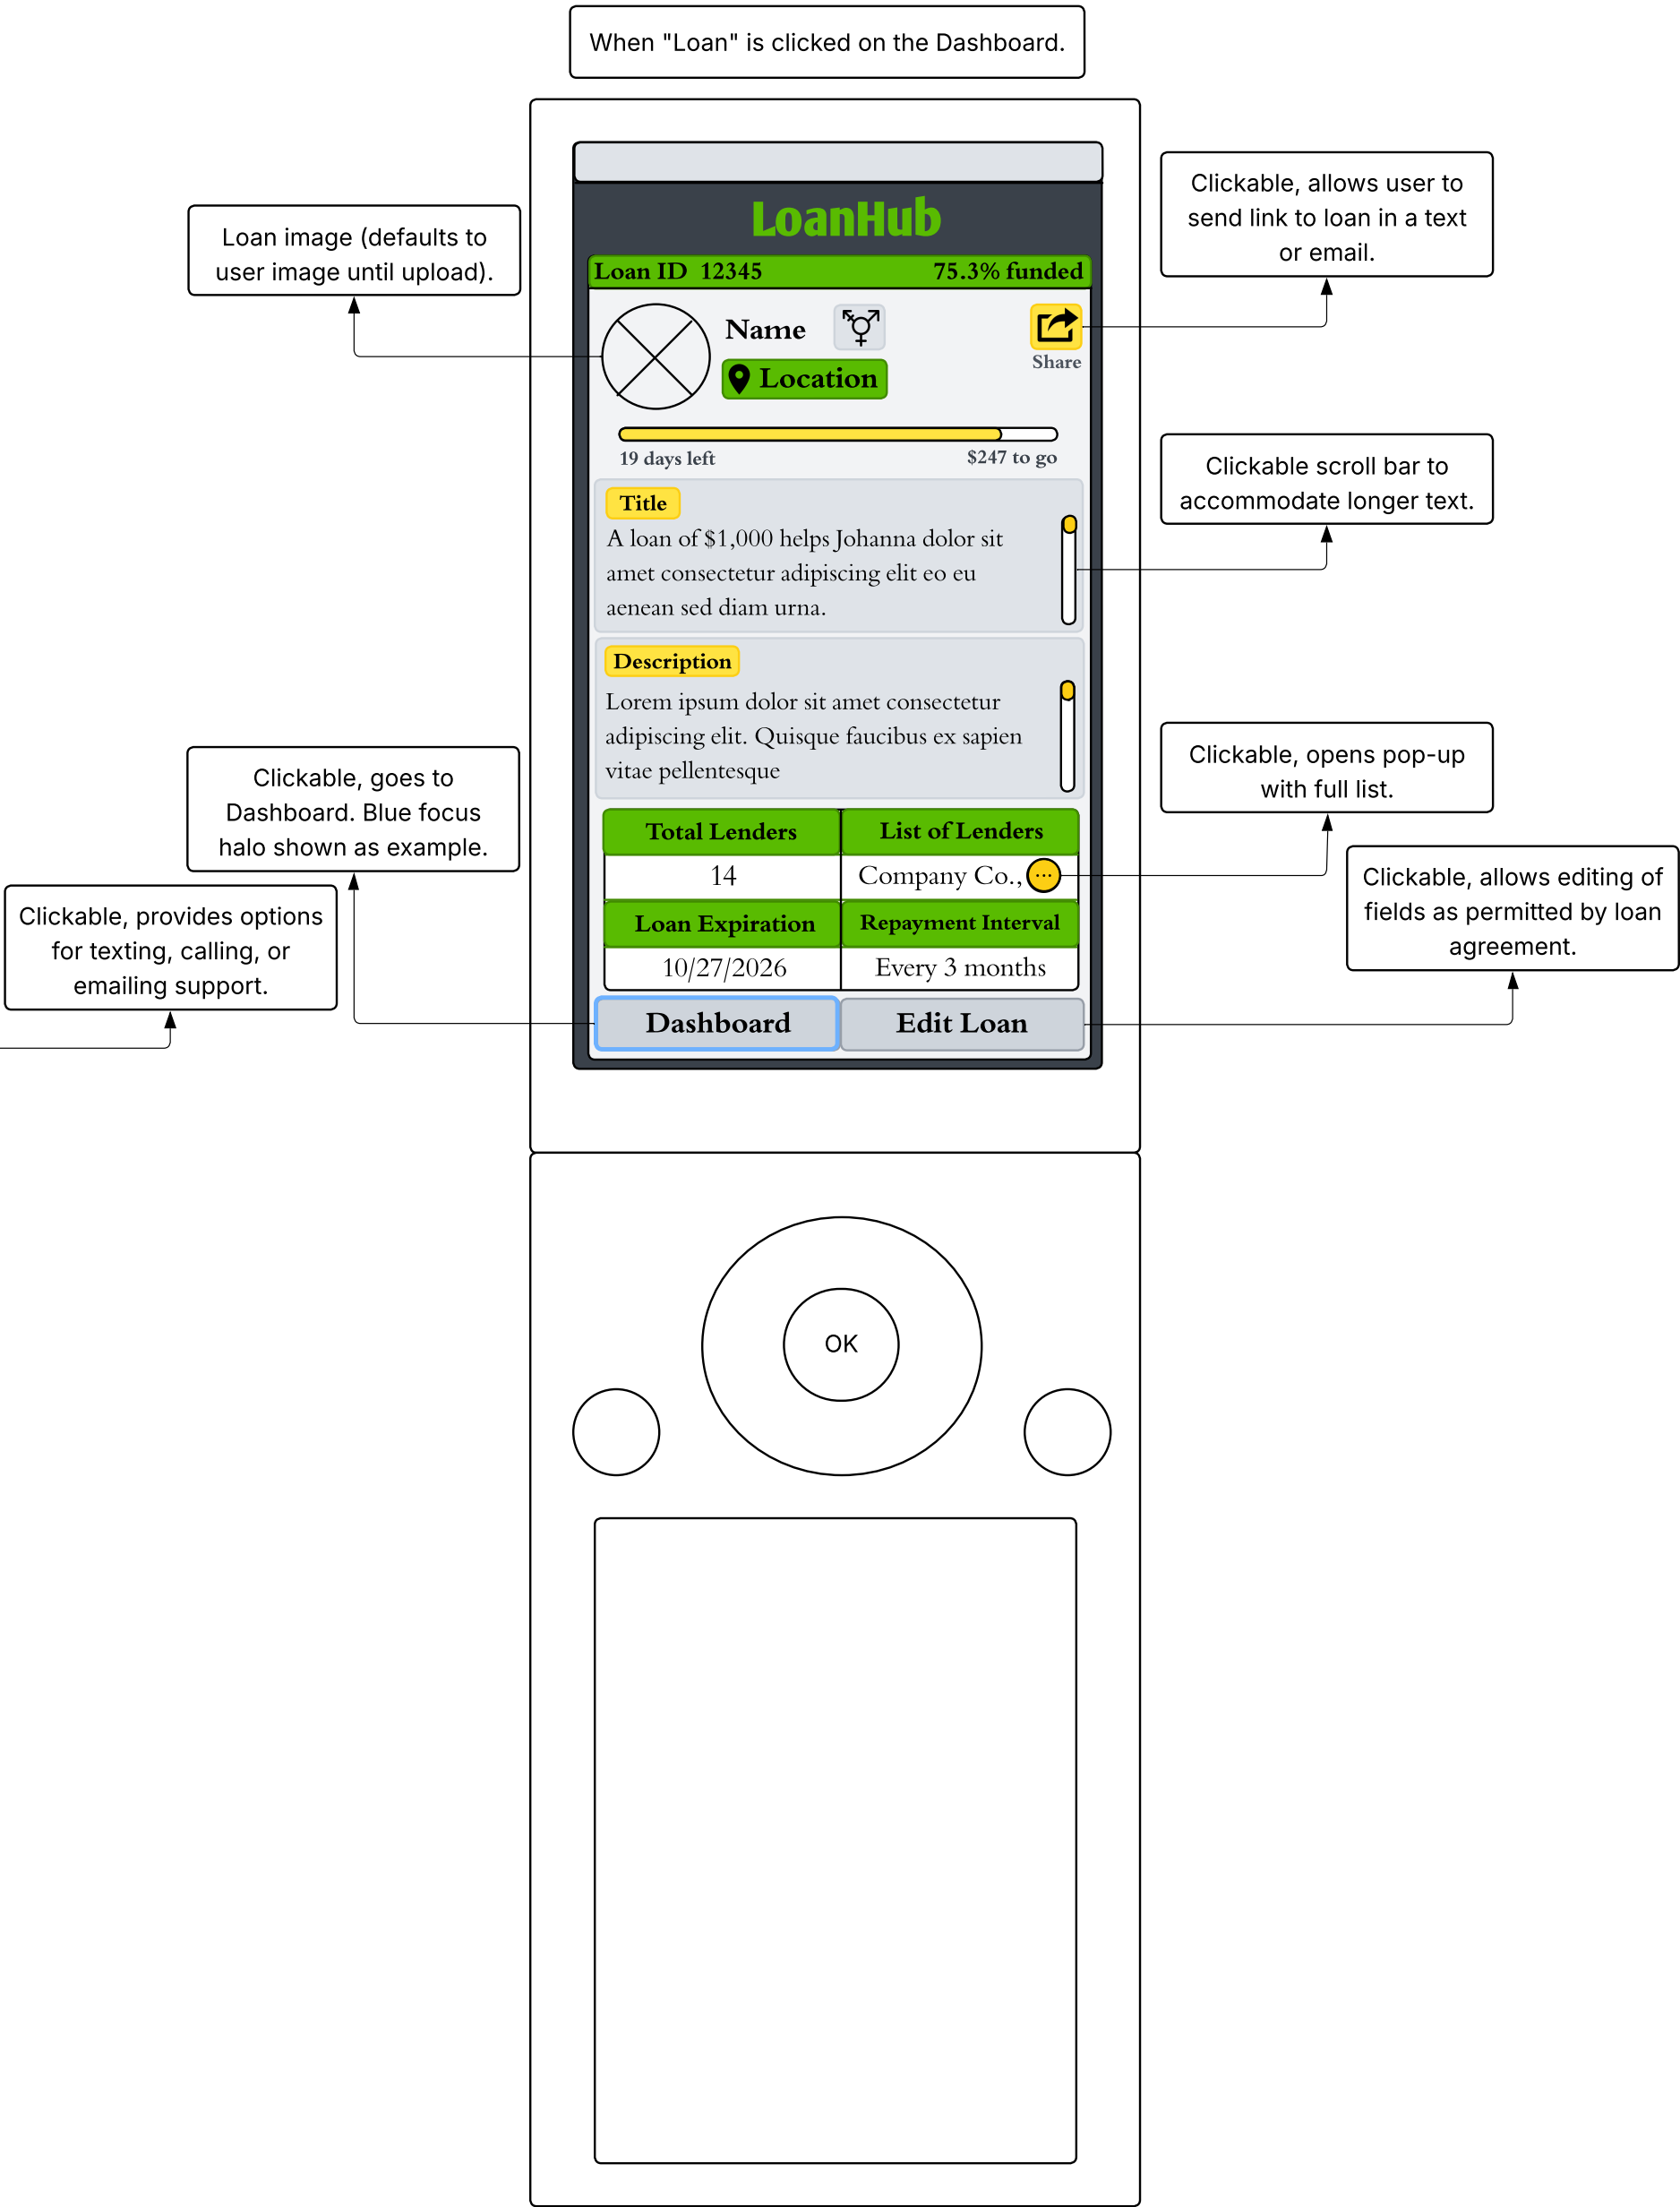 When "Loan" is clicked on the Dashboard.
Loan image (defaults to
user image until upload).
Clickable, allows user to
send link to loan in a text
or email.
LoanHub
Loan ID 12345
75.3% funded
Name
Share
Location
19 days left
$247 to go
Clickable scroll bar to
accommodate longer text.
Title
A loan of $1,000 helps Johanna dolor sit
amet consectetur adipiscing elit eo eu
aenean sed diam urna.
Description
Lorem ipsum dolor sit amet consectetur
adipiscing elit. Quisque faucibus ex sapien
vitae pellentesque
Clickable, opens pop-up
with full list.
Clickable, goes to
Dashboard. Blue focus
halo shown as example.
Total Lenders
List of Lenders
14
Company Co., ...
Loan Expiration
Repayment Interval
10/27/2026
Every 3 months
Clickable, allows editing of
fields as permitted by loan
agreement.
Clickable, provides options
for texting, calling, or
emailing support.
Dashboard
Edit Loan
OK